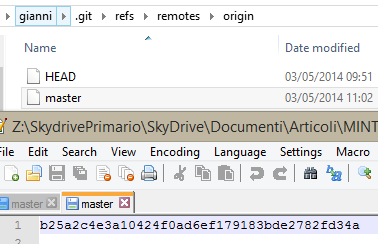 gianni ▸ .git ▸ refs ▸ remotes ▸ origin
Name Date modified
HEAD 03/05/2014 09:51
master 03/05/2014 11:02
Z:\SkydrivePrimario\SkyDrive\Documenti\Articoli\MINT
File Edit Search View Encoding Language Settings Macro
master master
1 b25a2c4e3a10424f0ad6ef179183bde2782fd34a